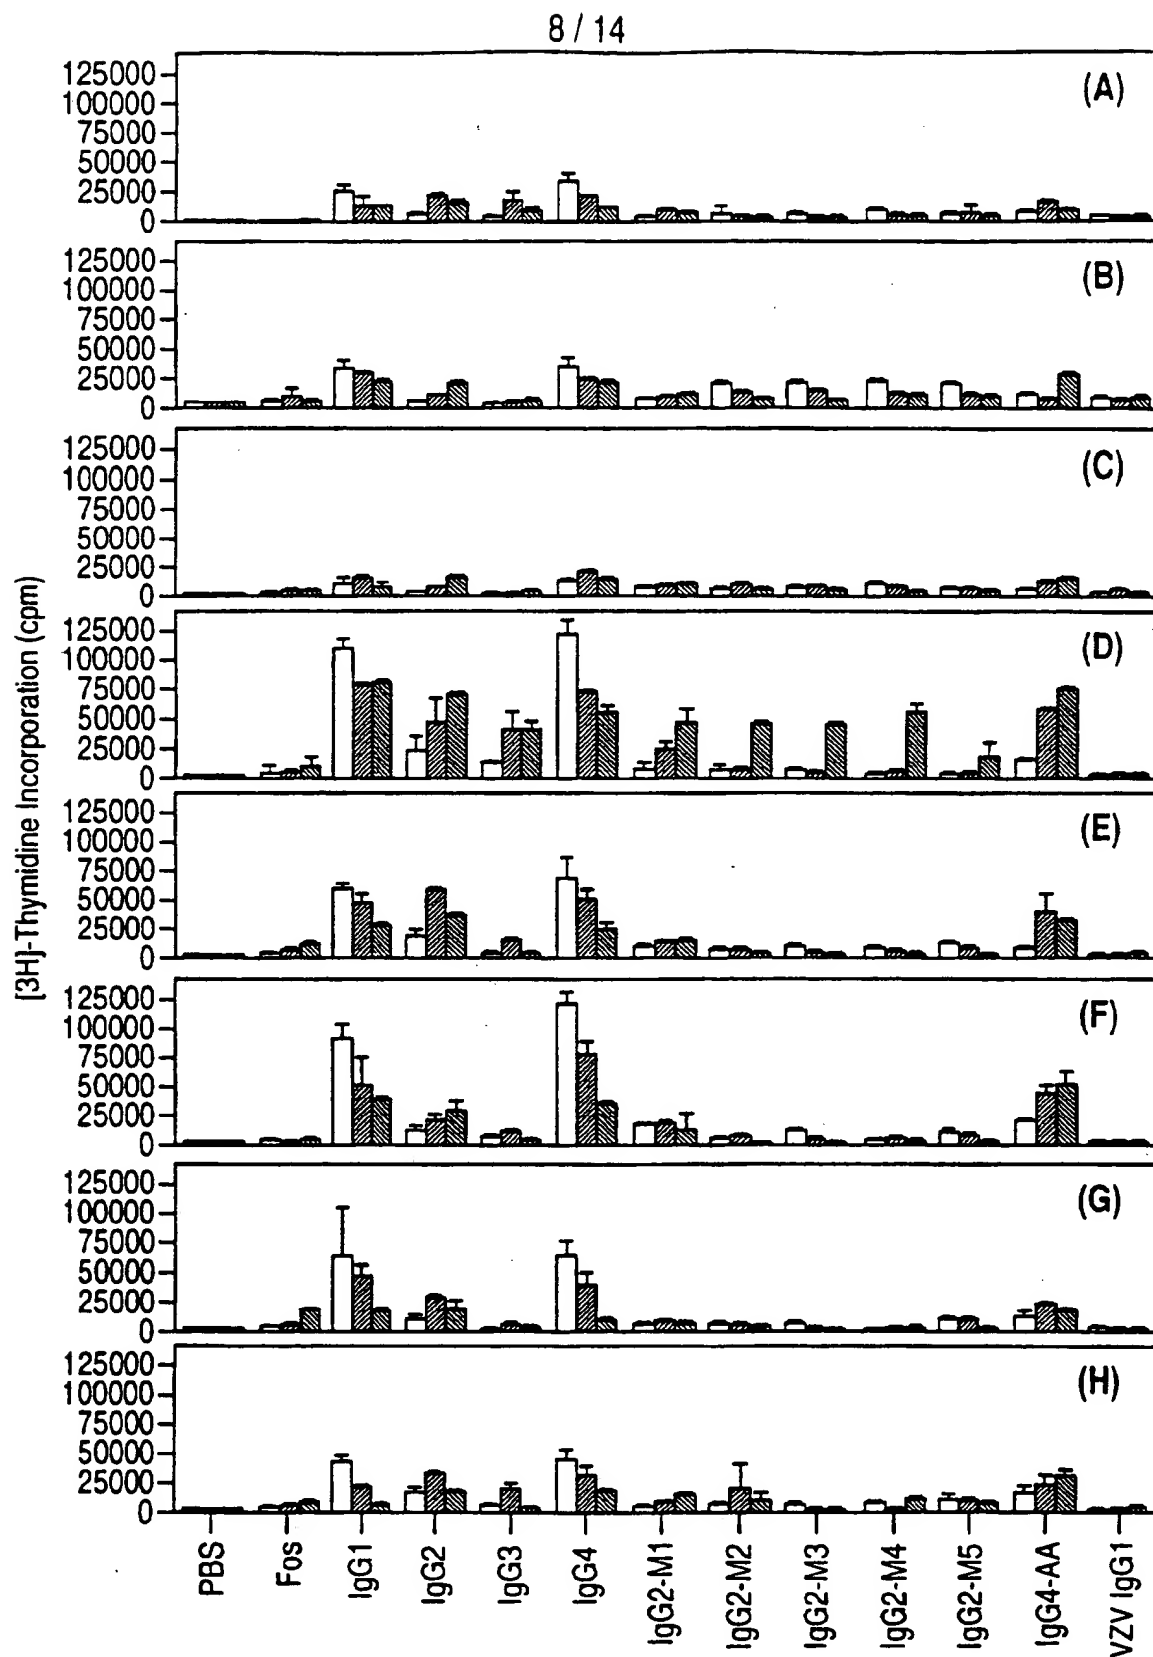 8 / 14
125000
100000
75000
50000
25000
0
(A)
125000
100000
75000
50000
25000
0
(B)
125000
100000
75000
50000
25000
0
(C)
125000
100000
75000
50000
25000
0
(D)
125000
100000
75000
50000
25000
0
(E)
125000
100000
75000
50000
25000
0
(F)
125000
100000
75000
50000
25000
0
(G)
125000
100000
75000
50000
25000
0
(H)
[3H]-Thymidine Incorporation (cpm)
PBS
Fos
IgG1
IgG2
IgG3
IgG4
IgG2-M1
IgG2-M2
IgG2-M3
IgG2-M4
IgG2-M5
IgG4-AA
VZV IgG1